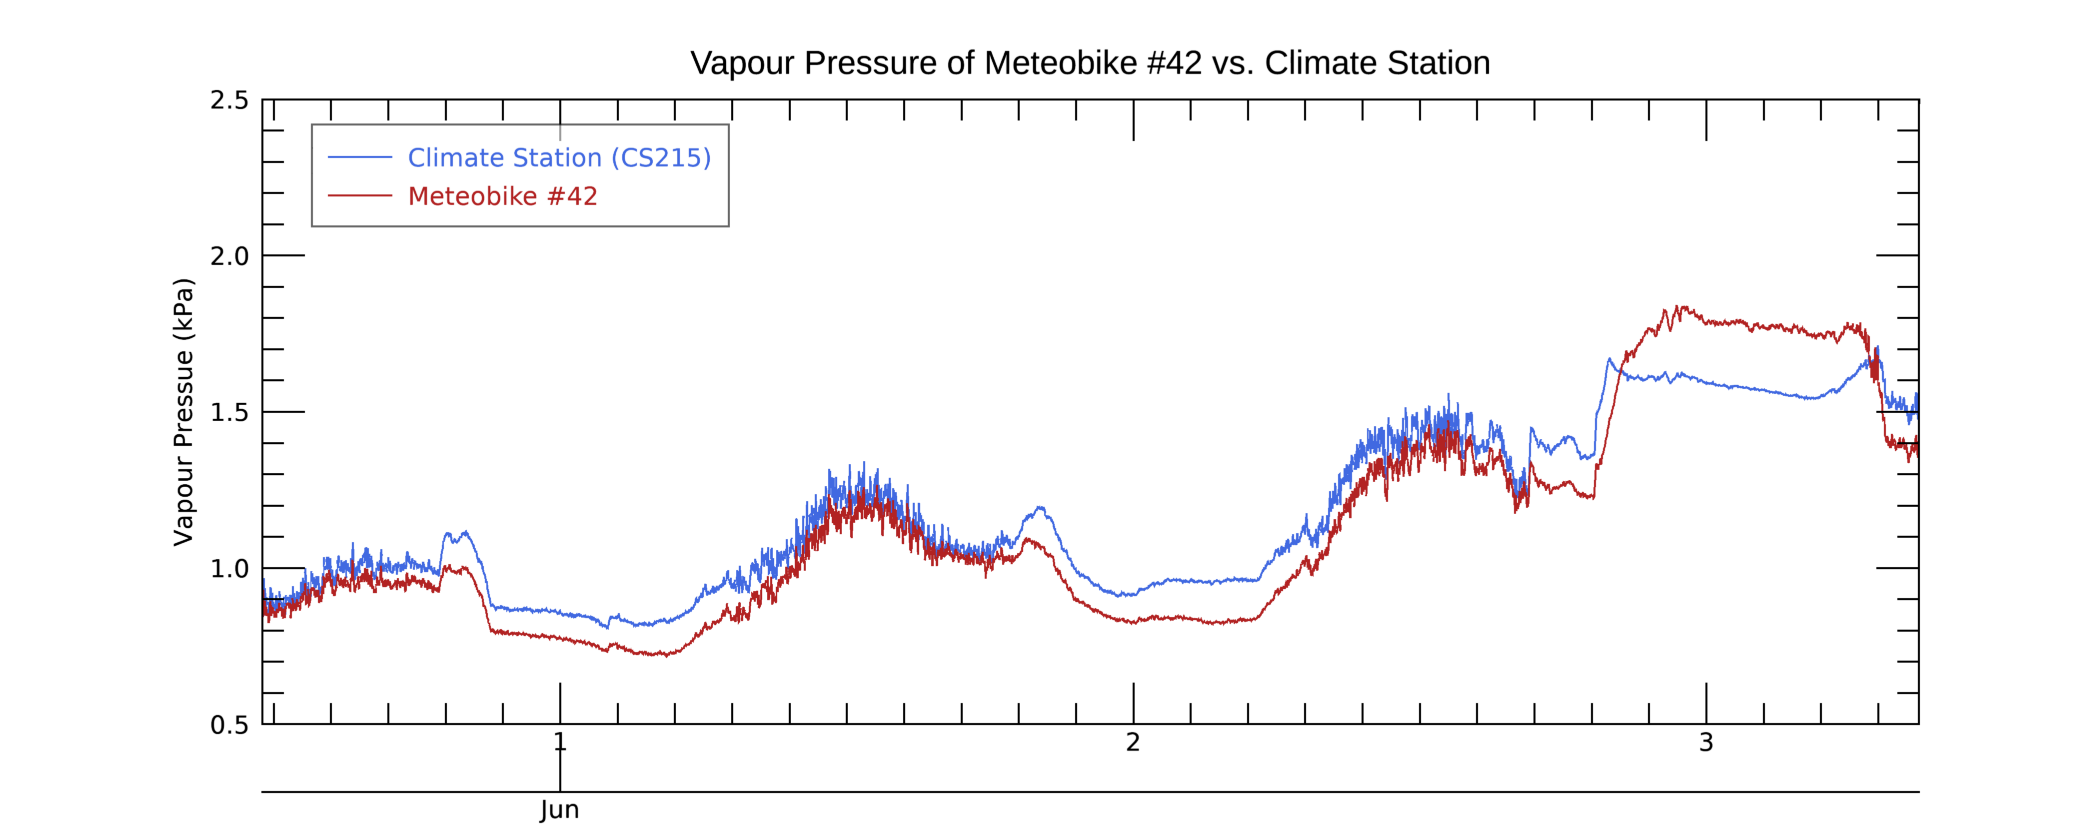 Vapour Pressure of Meteobike #42 vs. Climate Station
2.5
Climate Station (CS215)
Meteobike #42
2.0
Vapour Pressue (kPa)
1.5
1.0
0.5
1 2 3
Jun